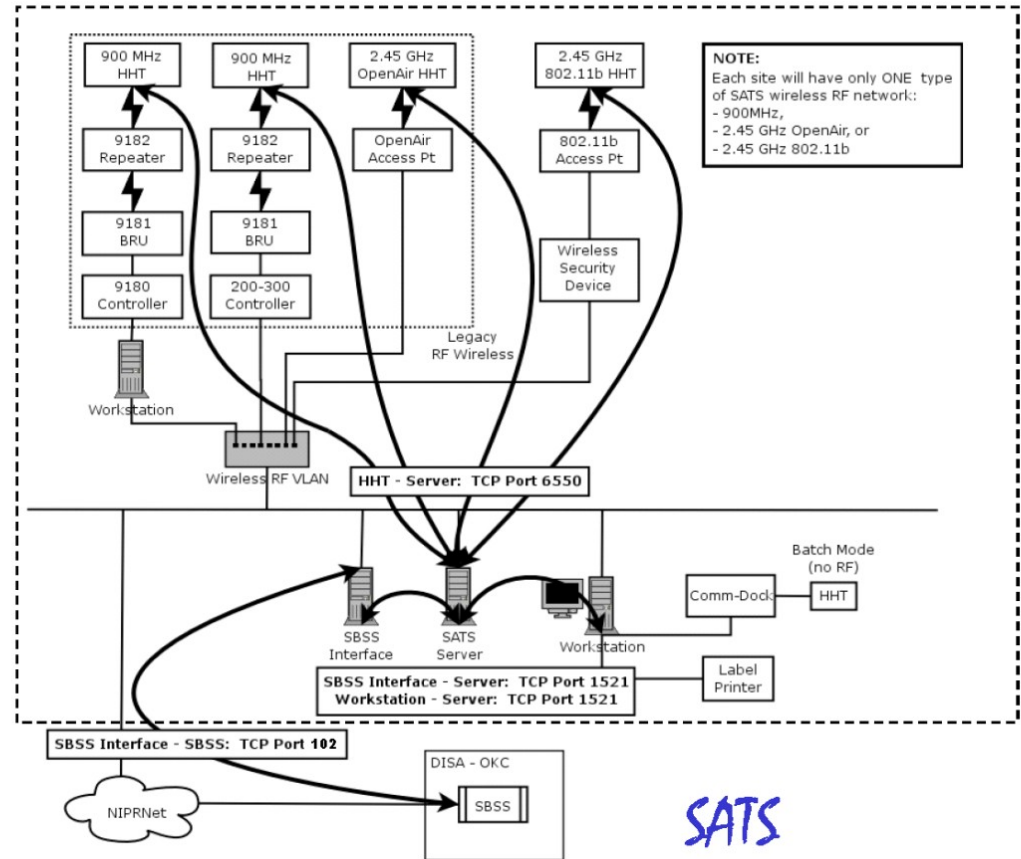 900 MHz
HHT
900 MHz
HHT
2.45 GHz
OpenAir HHT
2.45 GHz
802.11b HHT
NOTE:
Each site will have only ONE type
of SATS wireless RF network:
- 900MHz,
- 2.45 GHz OpenAir, or
- 2.45 GHz 802.11b
9182
Repeater
9182
Repeater
OpenAir
Access Pt
802.11b
Access Pt
9181
BRU
9181
BRU
Wireless
Security
Device
9180
Controller
200-300
Controller
Legacy
RF Wireless
Workstation
Wireless RF VLAN
HHT - Server: TCP Port 6550
Batch Mode
(no RF)
Comm-Dock
HHT
SBSS
Interface
SATS
Server
Workstation
SBSS Interface - Server: TCP Port 1521
Workstation - Server: TCP Port 1521
Label
Printer
SBSS Interface - SBSS: TCP Port 102
DISA - OKC
NIPRNet
SBSS
SATS